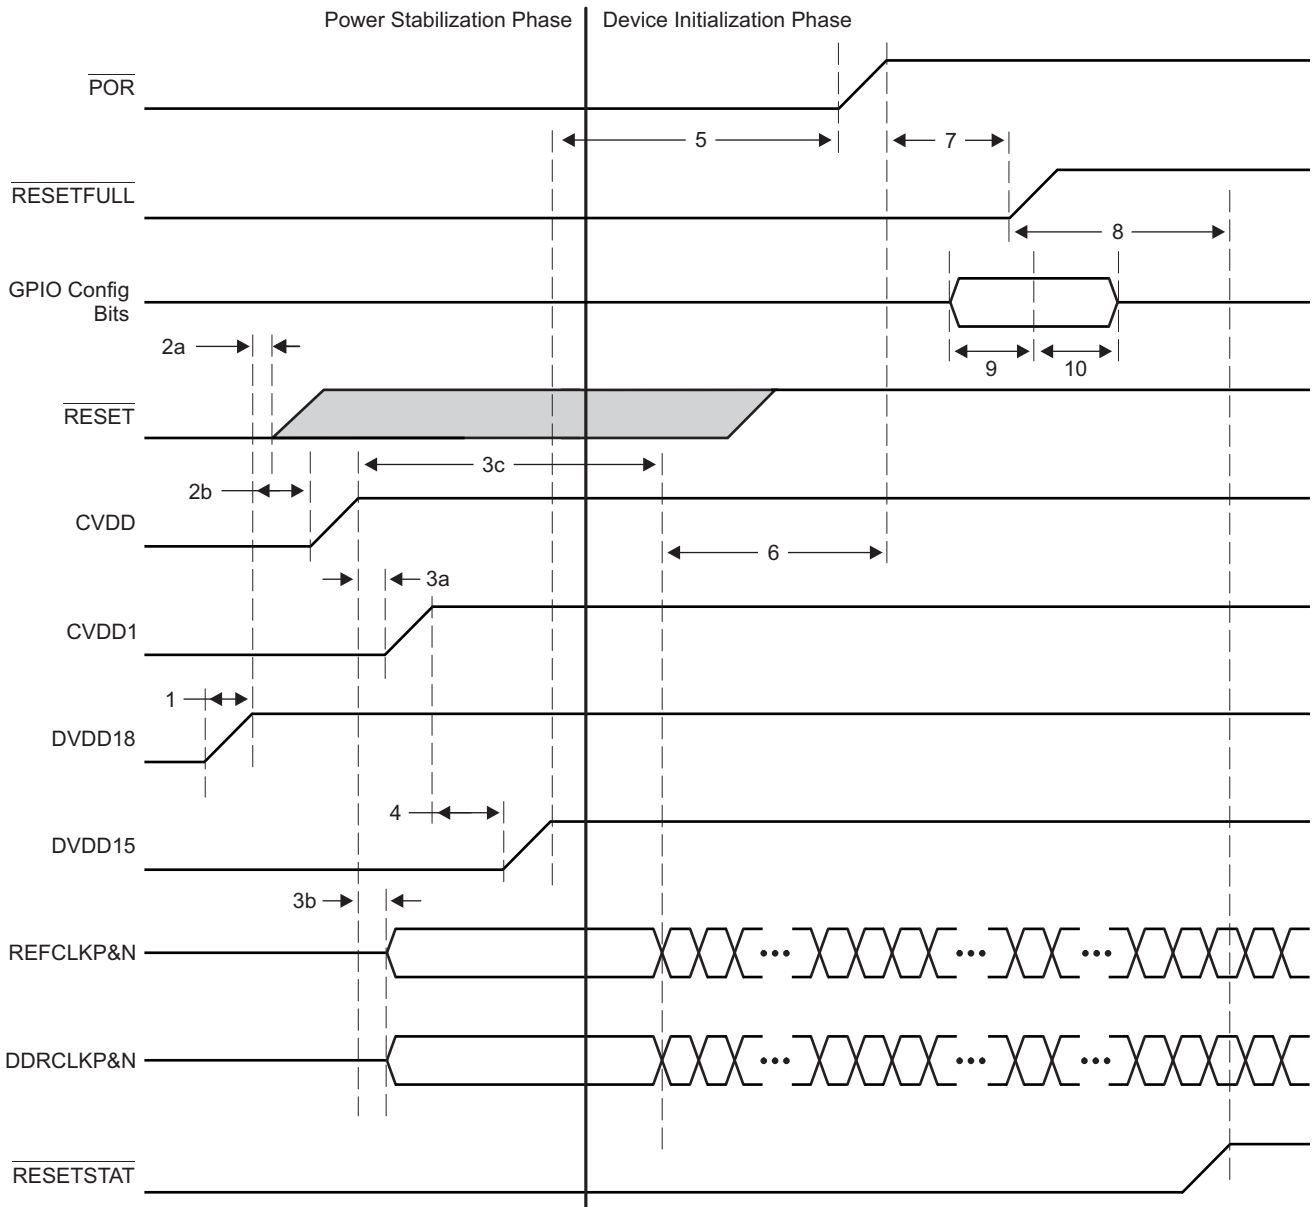 Power Stabilization Phase
Device Initialization Phase
POR
5
7
RESETFULL
8
GPIO Config
Bits
2a
9
10
RESET
3c
2b
CVDD
6
3a
CVDD1
1
DVDD18
4
DVDD15
3b
REFCLKP&N
DDRCLKP&N
RESETSTAT